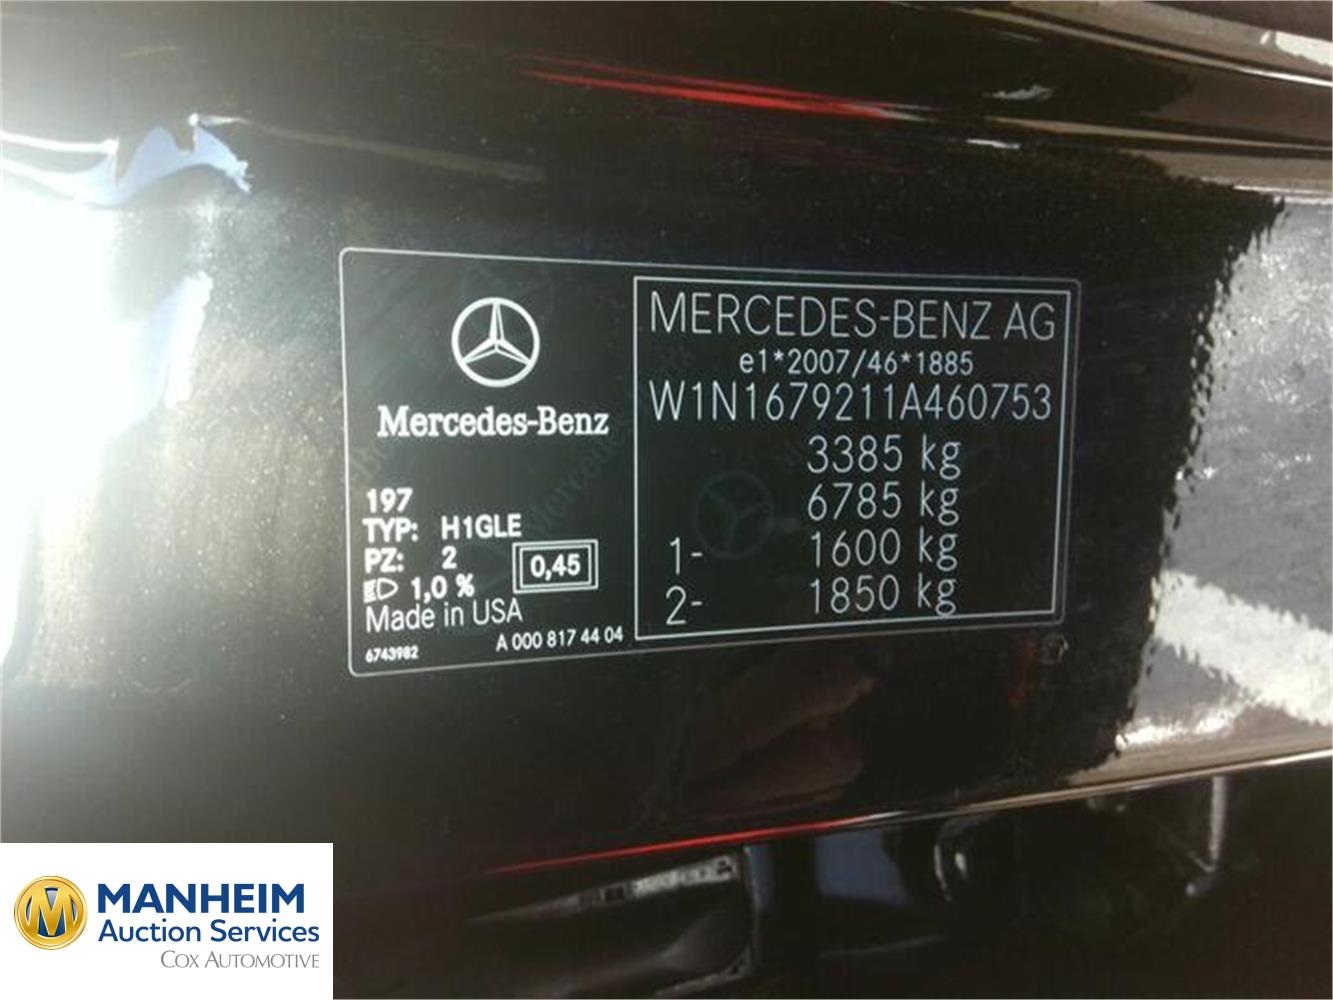 Mercedes-Benz
197
TYP: H1GLE
PZ: 2
1,0 %
0,45
Made in USA
6743982
A 000 817 44 04
MERCEDES-BENZ AG
e1*2007/46*1885
W1N1679211A460753
3385 kg
6785 kg
1- 1600 kg
2- 1850 kg
MANHEIM
Auction Services
COX AUTOMOTIVE